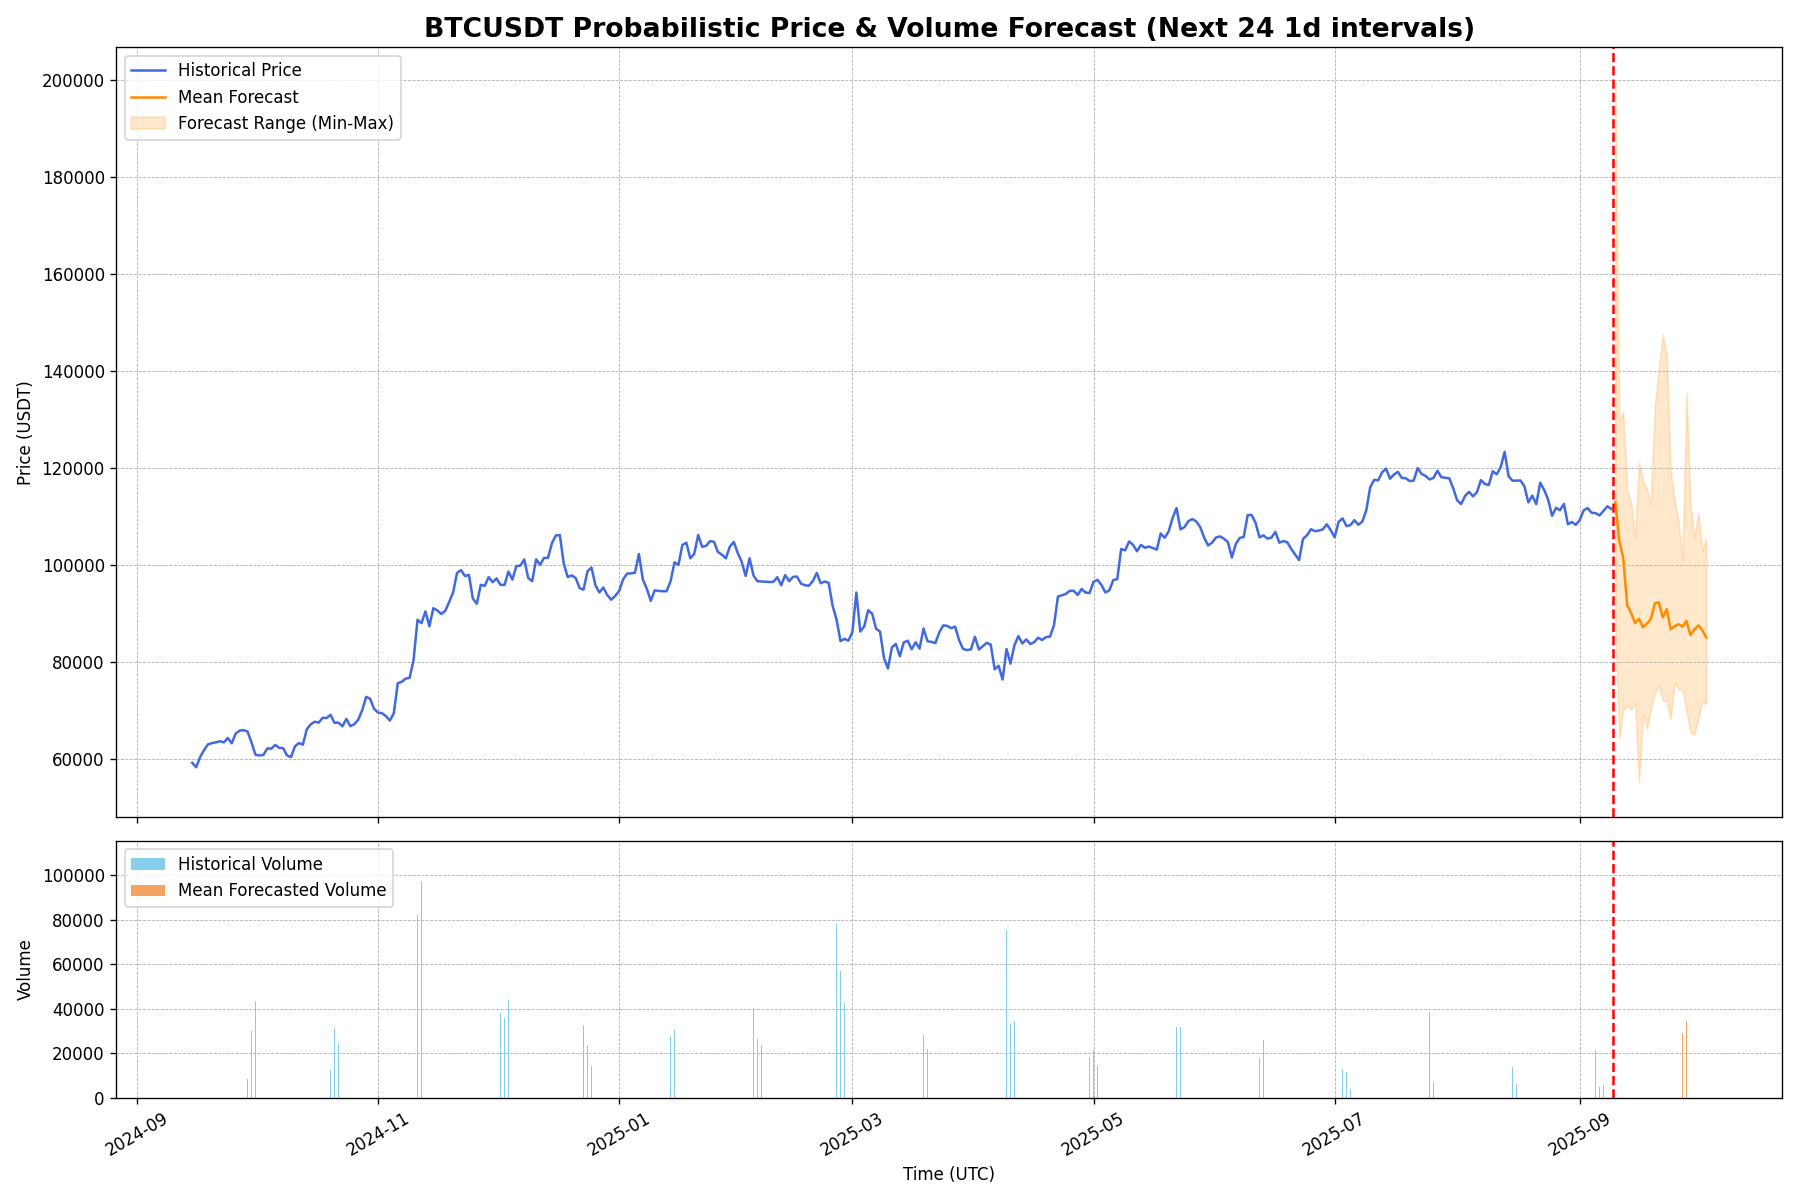 BTCUSDT Probabilistic Price & Volume Forecast (Next 24 1d intervals)
Historical Price
Mean Forecast
Forecast Range (Min-Max)
Price (USDT)
200000
180000
160000
140000
120000
100000
80000
60000
Historical Volume
Mean Forecasted Volume
Volume
100000
80000
60000
40000
20000
0
2024-09
2024-11
2025-01
2025-03
2025-05
2025-07
2025-09
Time (UTC)